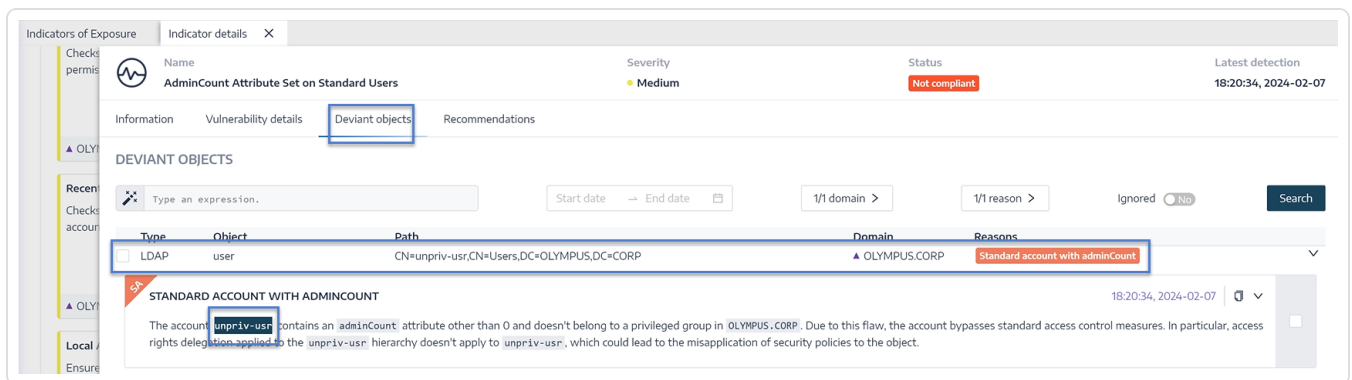 Indicators of Exposure
Indicator details
Checks
permis
OLY
Recen
Checks
accoun
OLY
Local
Ensure
Name
AdminCount Attribute Set on Standard Users
Severity
Medium
Status
Not compliant
Latest detection
18:20:34, 2024-02-07
Information Vulnerability details Deviant objects Recommendations
DEVIANT OBJECTS
Type an expression. Start date → End date 1/1 domain > 1/1 reason > Ignored No Search
Type Object Path Domain Reasons
LDAP user CN=unpriv-usr,CN=Users,DC=OLYMPUS,DC=CORP OLYMPUS.CORP Standard account with adminCount
SA
STANDARD ACCOUNT WITH ADMINCOUNT 18:20:34, 2024-02-07
The account unpriv-usr contains an adminCount attribute other than 0 and doesn't belong to a privileged group in OLYMPUS.CORP. Due to this flaw, the account bypasses standard access control measures. In particular, access
rights delegation applied to the unpriv-usr hierarchy doesn't apply to unpriv-usr, which could lead to the misapplication of security policies to the object.